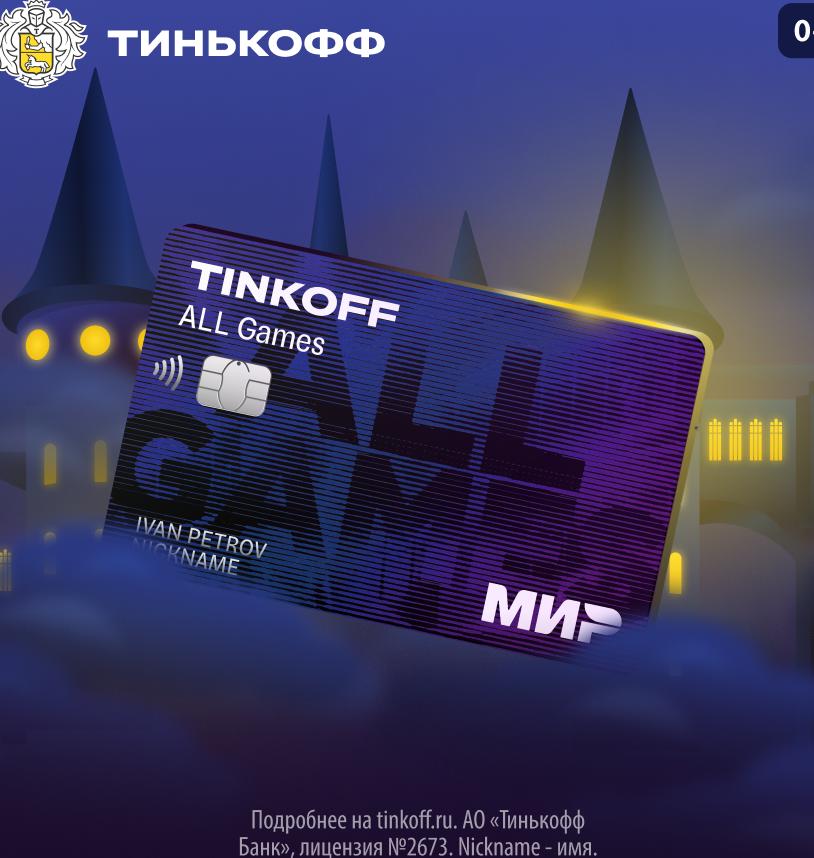 ТИНЬКОФФ
TINKOFF
ALL Games
ALL
GAMES
IVAN PETROV
NICKNAME
МИР
Подробнее на tinkoff.ru. АО «Тинькофф
Банк», лицензия №2673. Nickname - имя.